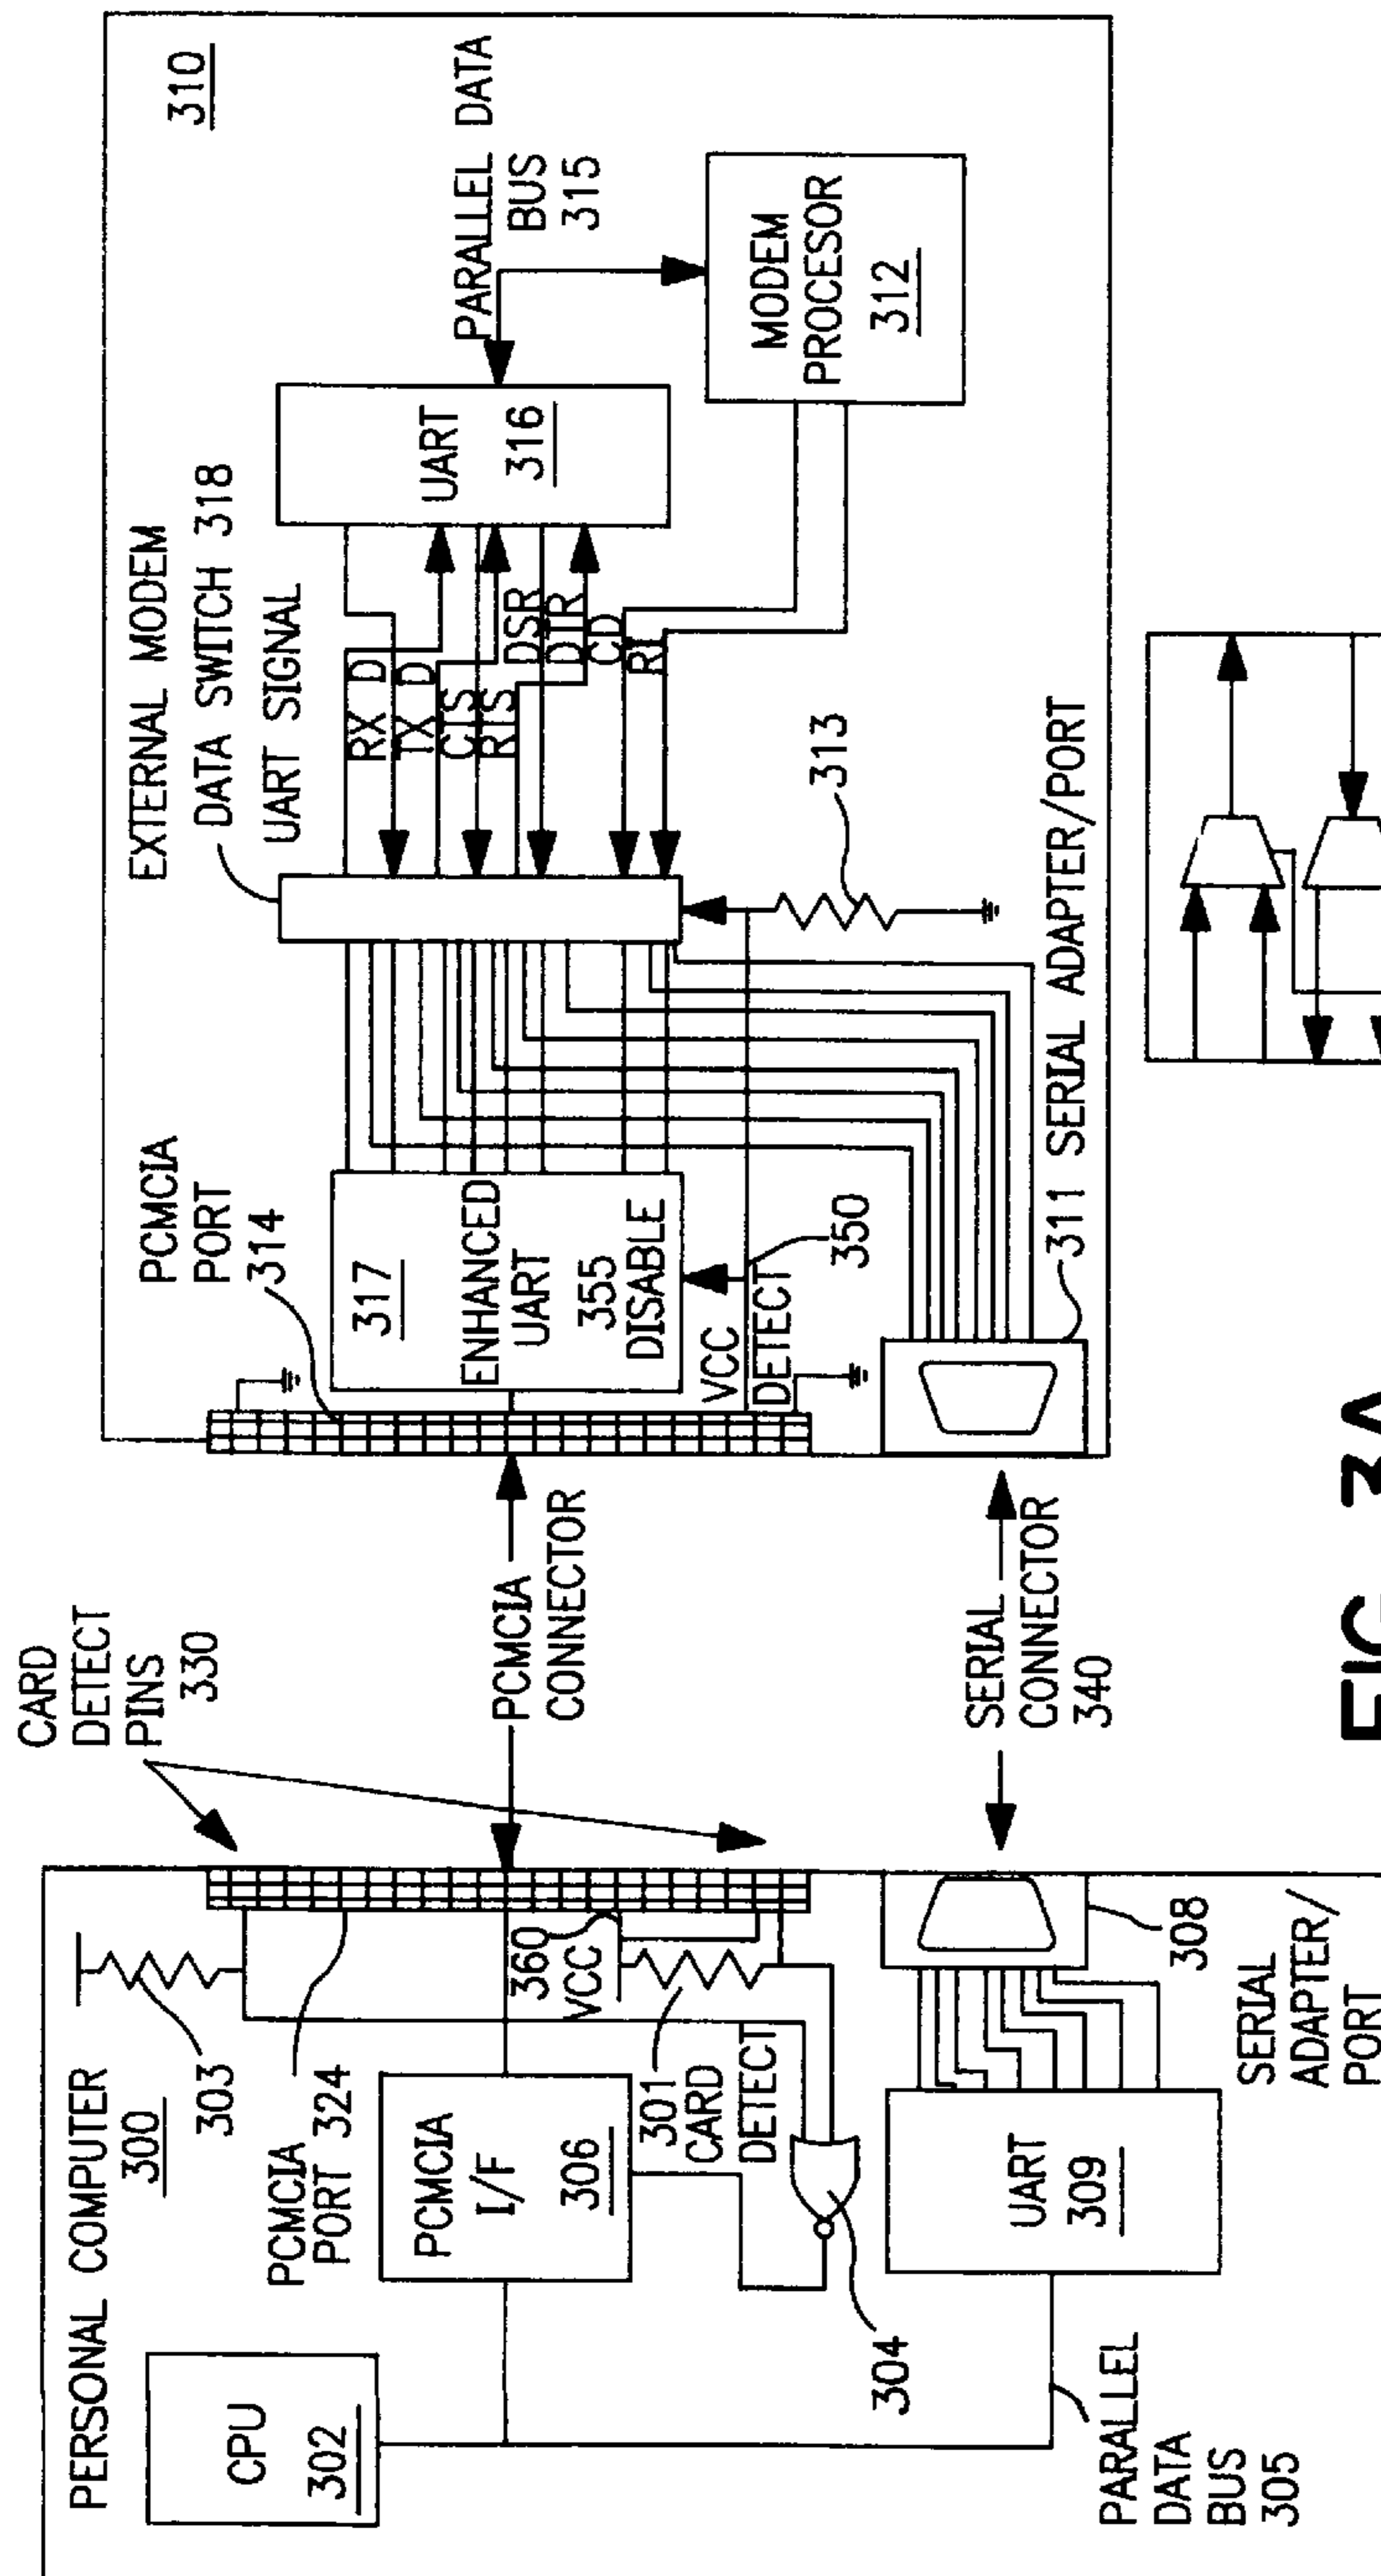 PERSONAL COMPUTER
300
CPU
302
303
PCMCIA
PORT 324
PCMCIA
I/F
306
360
VCC
301
CARD
DETECT
304
UART
309
308
SERIAL
ADAPTER/
PORT
PARALLEL
DATA
BUS
305
CARD
DETECT
PINS
330
PCMCIA
CONNECTOR
SERIAL
CONNECTOR
340
EXTERNAL MODEM
310
PCMCIA
PORT
314
DATA SWITCH 318
UART SIGNAL
317
ENHANCED
UART
355
DISABLE
VCC
DETECT
350
RX D
TX D
CTS
RTS
DSR
DTR
CD
RI
UART
316
PARALLEL DATA
BUS
315
MODEM
PROCESOR
312
313
311 SERIAL ADAPTER/PORT
FIG. 3A